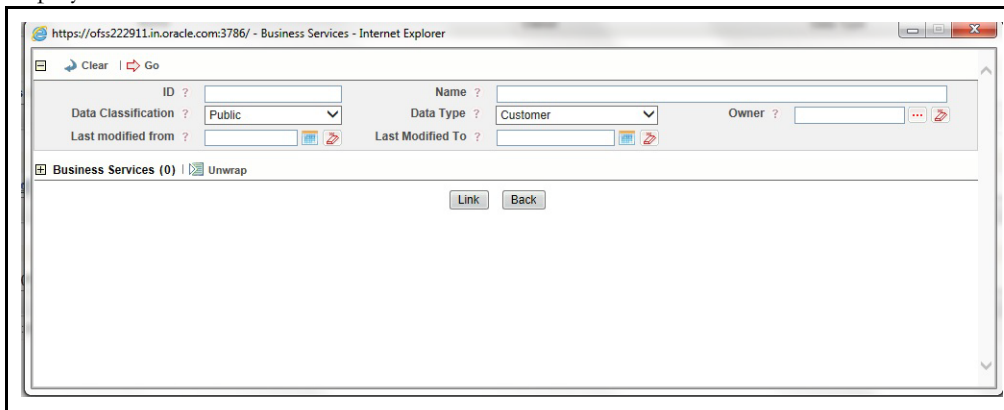 https://ofss222911.in.oracle.com:3786/ - Business Services - Internet Explorer
Clear | Go
ID ? Name ?
Data Classification ? Public Data Type ? Customer Owner ? ...
Last modified from ? Last Modified To ?
Business Services (0) | Unwrap
Link Back